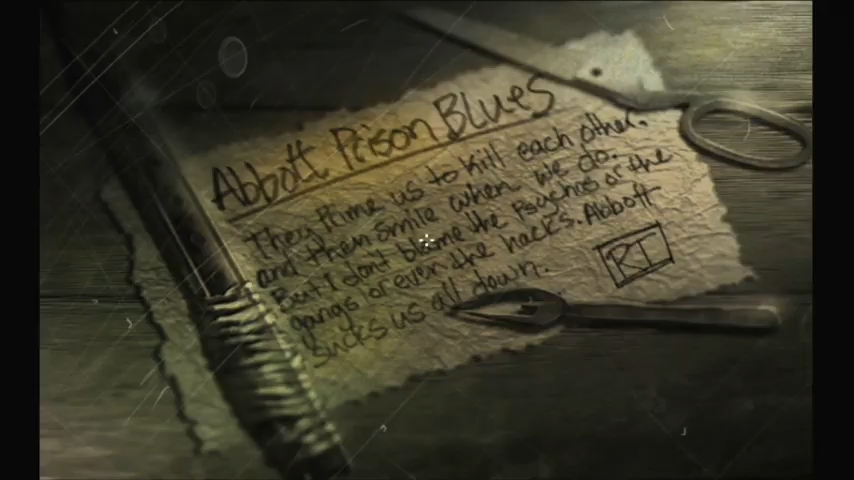 Abbott Prison Blues
They Prime us to kill each other.
and then smile when we do.
But I don't blame the Psychos or the
gangs or even the hacks. Abbott
sucks us all down.
RI